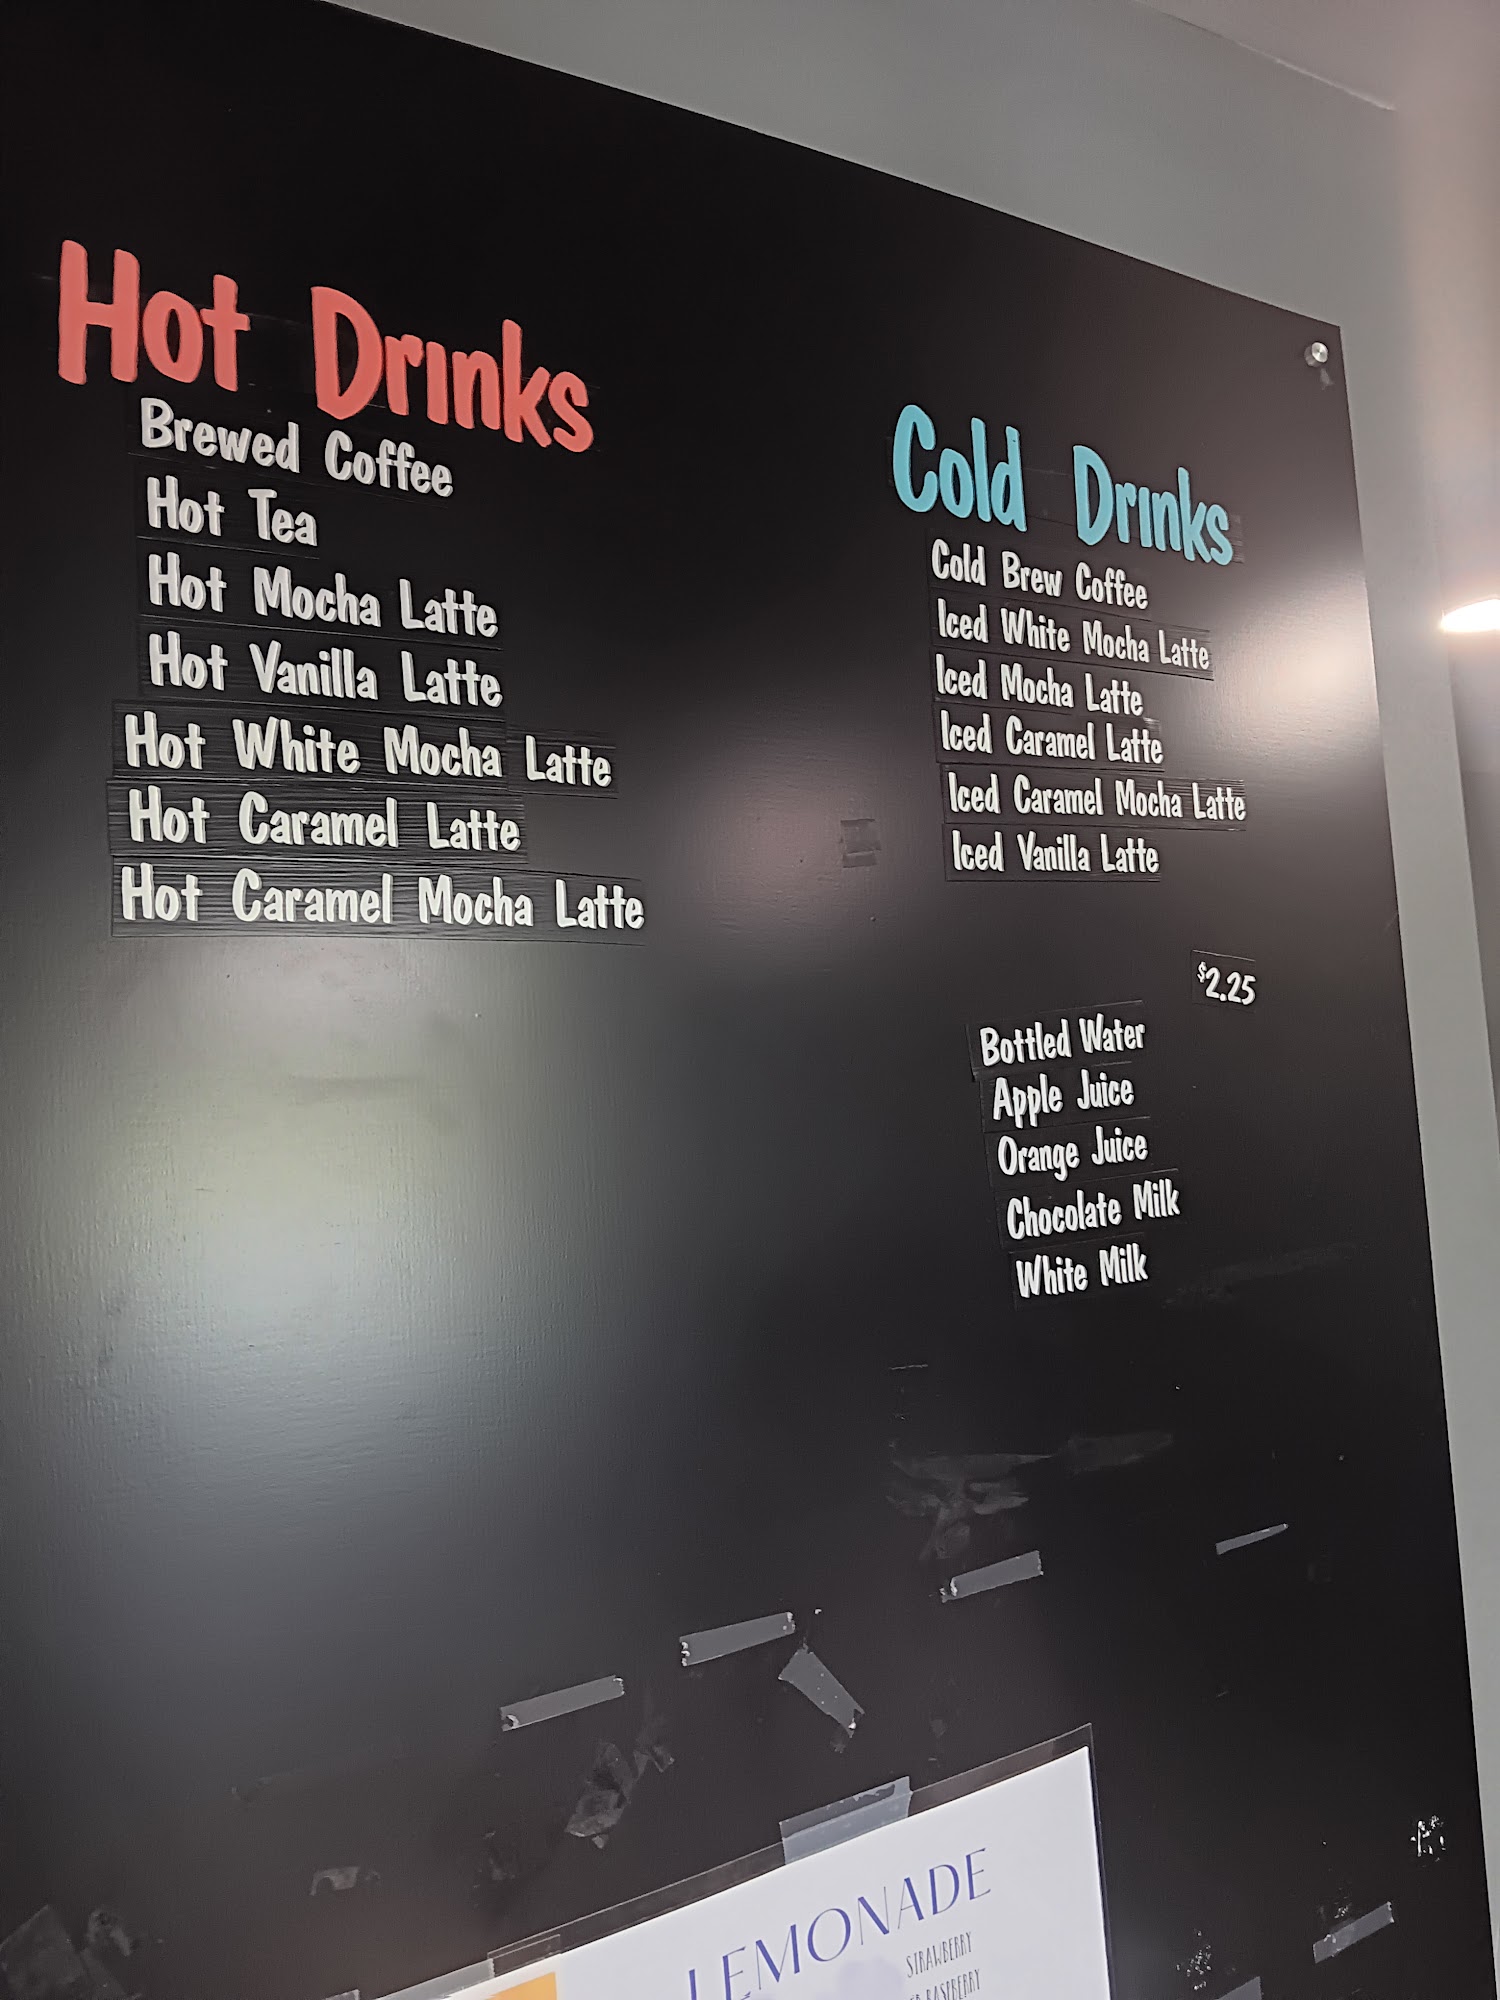 Hot Drinks
Brewed Coffee
Hot Tea
Hot Mocha Latte
Hot Vanilla Latte
Hot White Mocha Latte
Hot Caramel Latte
Hot Caramel Mocha Latte
Cold Drinks
Cold Brew Coffee
Iced White Mocha Latte
Iced Mocha Latte
Iced Caramel Latte
Iced Caramel Mocha Latte
Iced Vanilla Latte
$2.25
Bottled Water
Apple Juice
Orange Juice
Chocolate Milk
White Milk
LEMONADE
STRAWBERRY
RASPBERRY